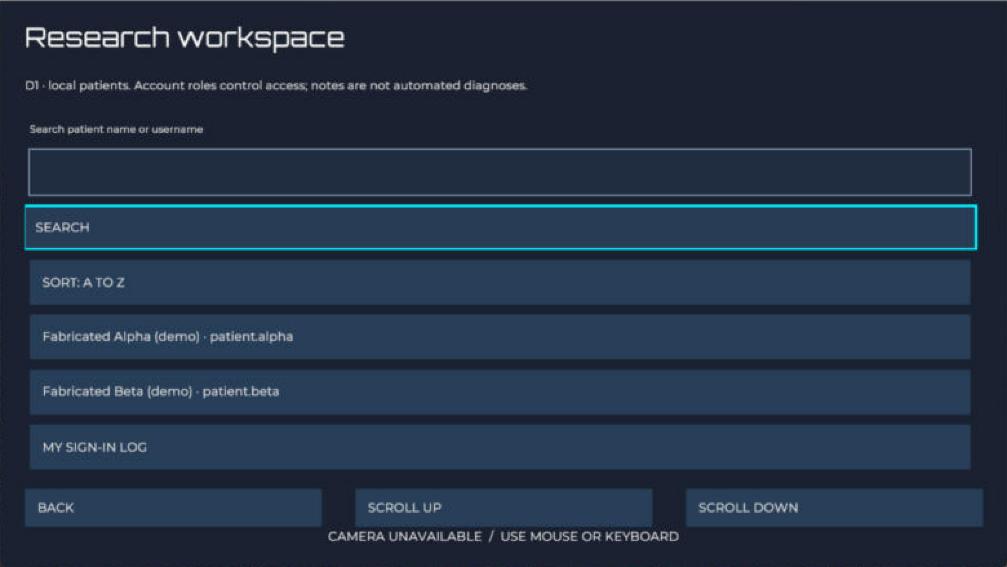 Research workspace
D1 · local patients. Account roles control access; notes are not automated diagnoses.
Search patient name or username
SEARCH
SORT: A TO Z
Fabricated Alpha (demo) · patient.alpha
Fabricated Beta (demo) · patient.beta
MY SIGN-IN LOG
BACK
SCROLL UP
SCROLL DOWN
CAMERA UNAVAILABLE / USE MOUSE OR KEYBOARD